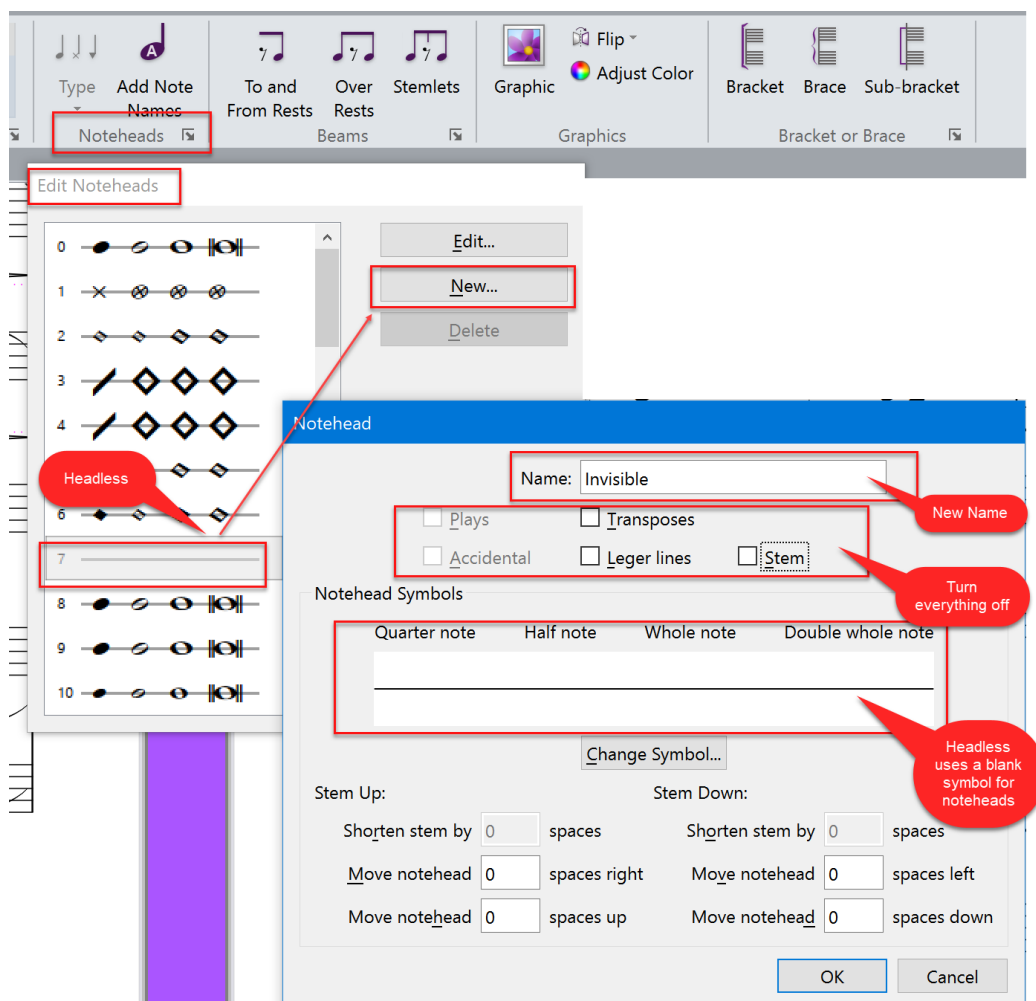 Flip
Adjust Color
Type
Add Note
Names
To and
From Rests
Over
Rests
Stemlets
Graphic
Bracket
Brace
Sub-bracket
Noteheads
Beams
Graphics
Bracket or Brace
Edit Noteheads
0
1
2
3
4
6
7
8
9
10
Edit...
New...
Delete
Headless
Notehead
Name: Invisible
New Name
Plays
Transposes
Accidental
Leger lines
Stem
Turn
everything off
Notehead Symbols
Quarter note Half note Whole note Double whole note
Headless
uses a blank
symbol for
noteheads
Change Symbol...
Stem Up:
Stem Down:
Shorten stem by 0 spaces
Shorten stem by 0 spaces
Move notehead 0 spaces right
Move notehead 0 spaces left
Move notehead 0 spaces up
Move notehead 0 spaces down
OK
Cancel